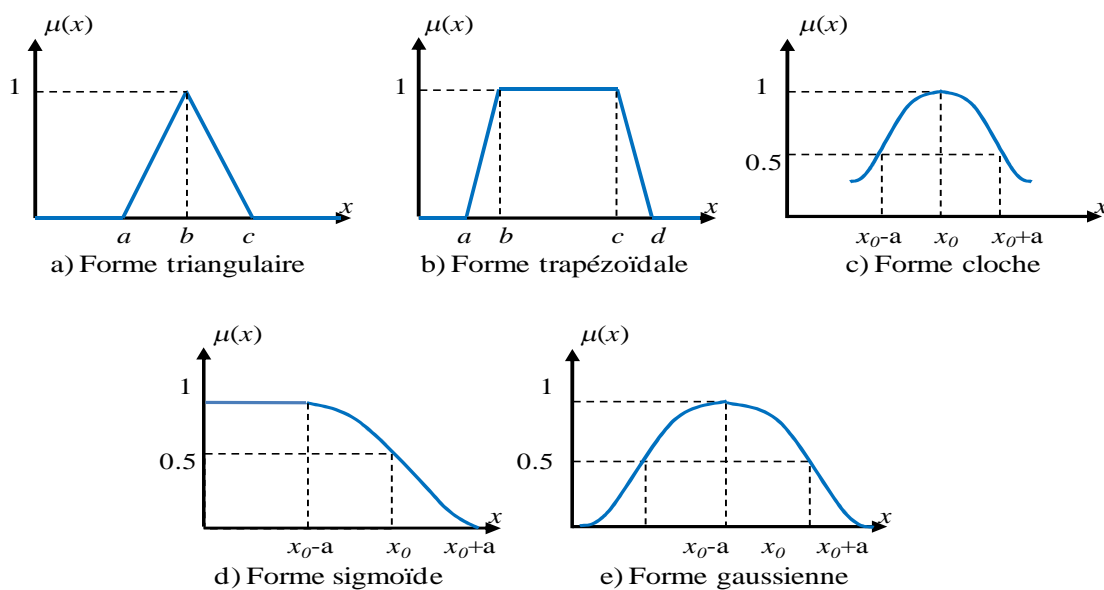 μ(x)
1
x
a b c
a) Forme triangulaire
μ(x)
1
x
a b c d
b) Forme trapézoïdale
μ(x)
1
0.5
x
x0-a x0 x0+a
c) Forme cloche
μ(x)
1
0.5
x
x0-a x0 x0+a
d) Forme sigmoïde
μ(x)
1
0.5
x
x0-a x0 x0+a
e) Forme gaussienne